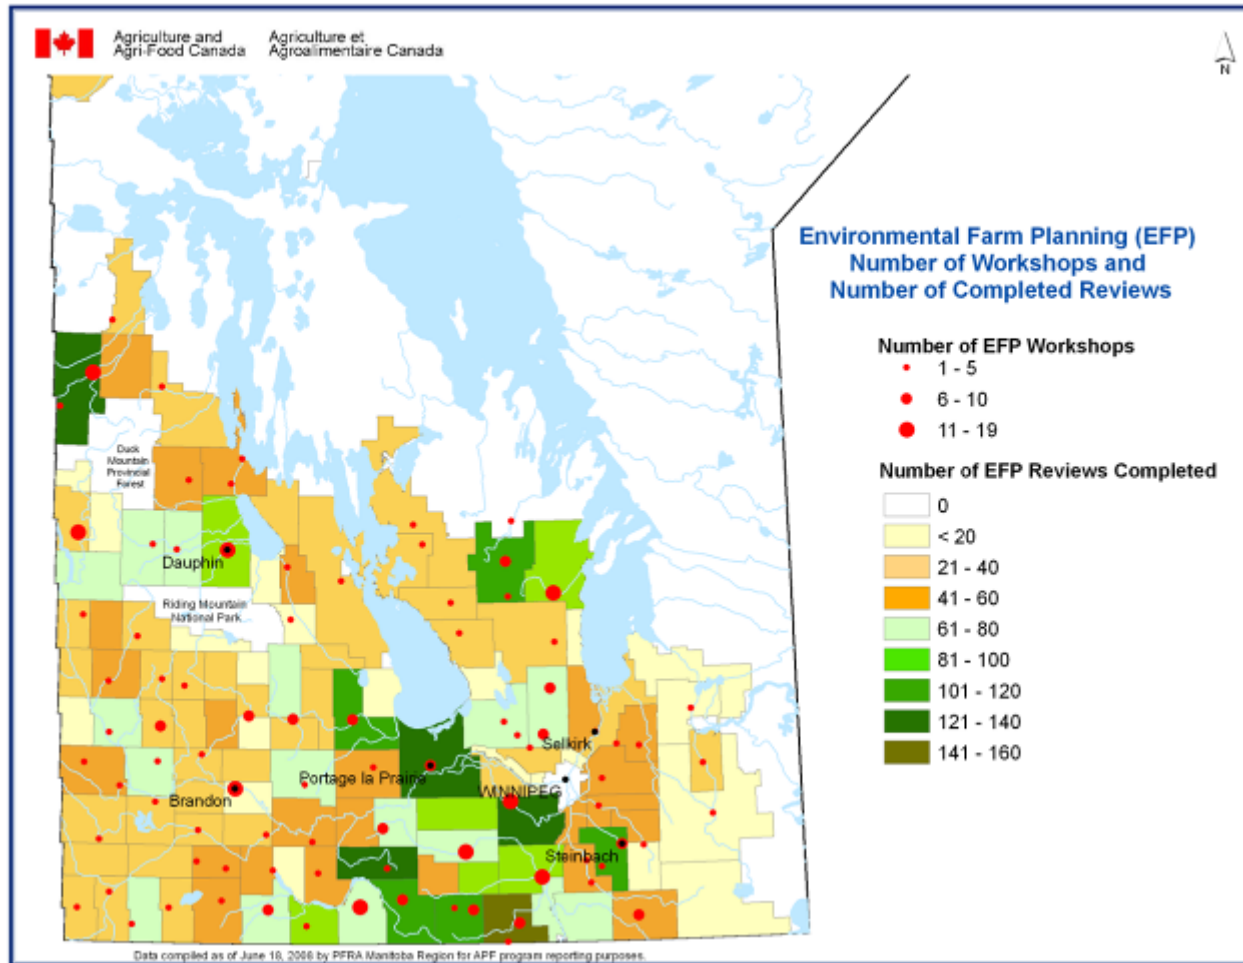 Agriculture and
Agri-Food Canada
Agriculture et
Agroalimentaire Canada
N
Environmental Farm Planning (EFP)
Number of Workshops and
Number of Completed Reviews
Number of EFP Workshops
1 - 5
6 - 10
11 - 19
Number of EFP Reviews Completed
0
< 20
21 - 40
41 - 60
61 - 80
81 - 100
101 - 120
121 - 140
141 - 160
Duck
Mountain
Provincial
Forest
Dauphin
Riding Mountain
National Park
Selkirk
Portage la Prairie
WINNIPEG
Brandon
Steinbach
Data compiled as of June 18, 2008 by PFRA Manitoba Region for APF program reporting purposes.